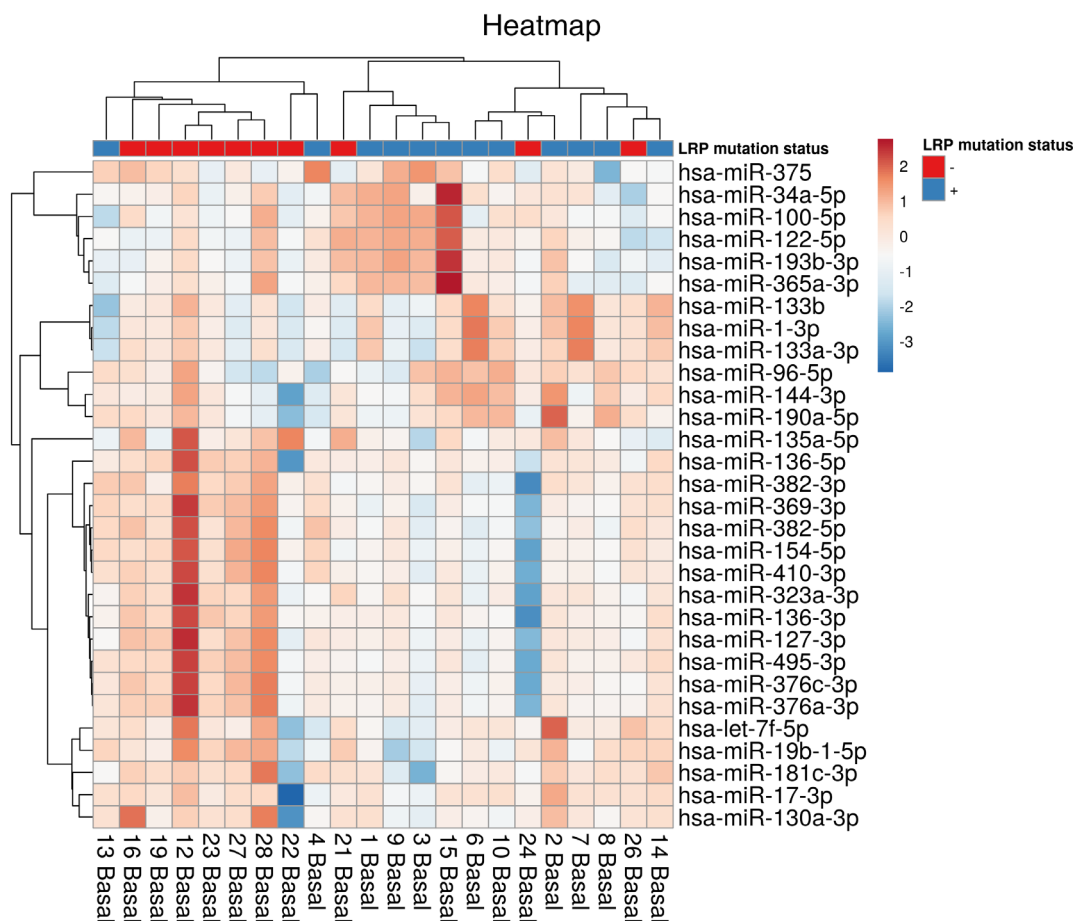 Heatmap
LRP mutation status
hsa-miR-375
hsa-miR-34a-5p
hsa-miR-100-5p
hsa-miR-122-5p
hsa-miR-193b-3p
hsa-miR-365a-3p
hsa-miR-133b
hsa-miR-1-3p
hsa-miR-133a-3p
hsa-miR-96-5p
hsa-miR-144-3p
hsa-miR-190a-5p
hsa-miR-135a-5p
hsa-miR-136-5p
hsa-miR-382-3p
hsa-miR-369-3p
hsa-miR-382-5p
hsa-miR-154-5p
hsa-miR-410-3p
hsa-miR-323a-3p
hsa-miR-136-3p
hsa-miR-127-3p
hsa-miR-495-3p
hsa-miR-376c-3p
hsa-miR-376a-3p
hsa-let-7f-5p
hsa-miR-19b-1-5p
hsa-miR-181c-3p
hsa-miR-17-3p
hsa-miR-130a-3p
2
1
0
-1
-2
-3
LRP mutation status
-
+
13 Basal
16 Basal
19 Basal
12 Basal
23 Basal
27 Basal
28 Basal
22 Basal
4 Basal
21 Basal
1 Basal
9 Basal
3 Basal
15 Basal
6 Basal
10 Basal
24 Basal
2 Basal
7 Basal
8 Basal
26 Basal
14 Basal